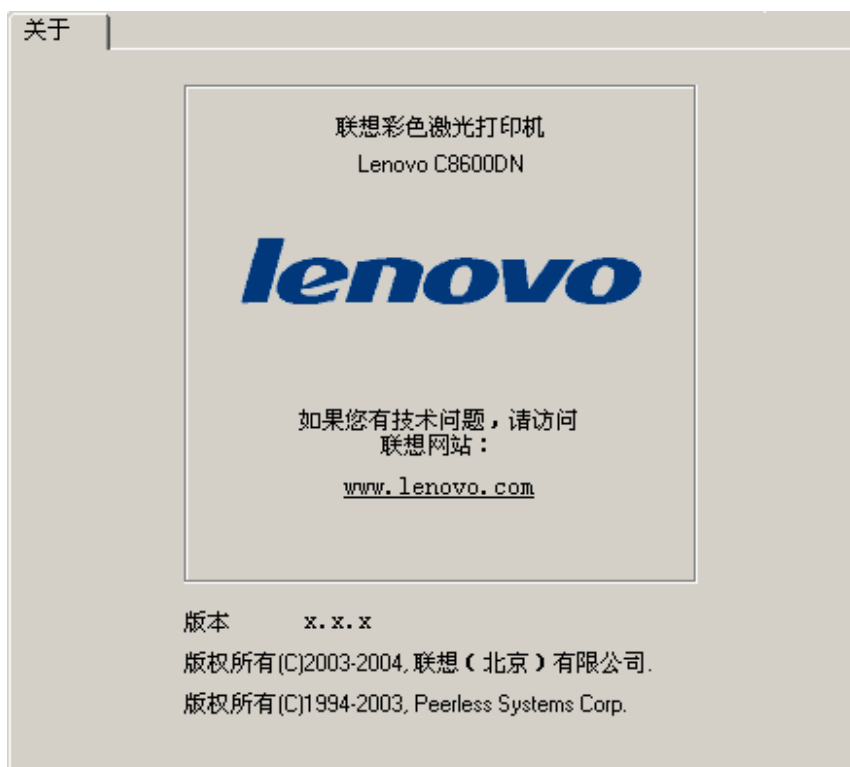 关于
联想彩色激光打印机
Lenovo C8600DN
lenovo
如果您有技术问题，请访问
联想网站：
www.lenovo.com
版本 x.x.x
版权所有(C)2003-2004, 联想（北京）有限公司.
版权所有(C)1994-2003, Peerless Systems Corp.